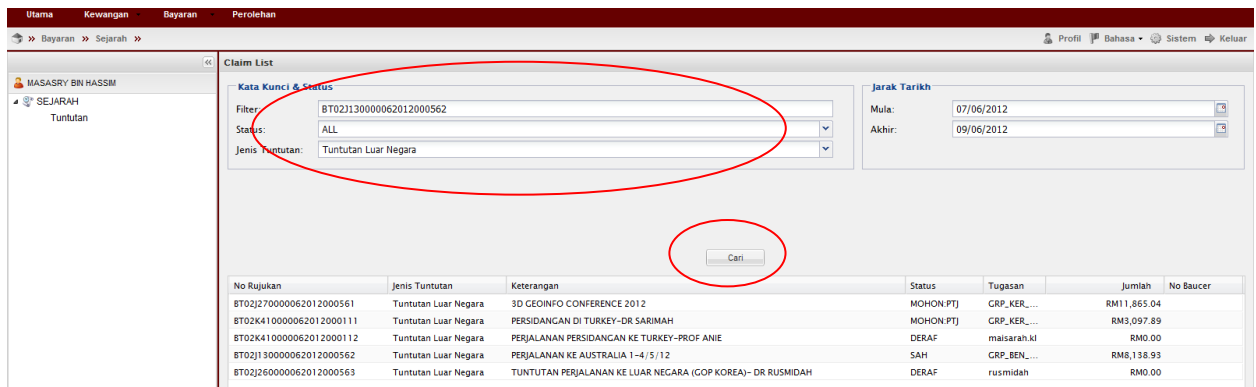 Utama Kewangan Bayaran Perolehan
» Bayaran » Sejarah » Profil Bahasa Sistem Keluar
MASASRY BIN HASSIM
SEJARAH
Tuntutan
Claim List
Kata Kunci & Status
Filter: BT02J130000062012000562
Status: ALL
Jenis Tuntutan: Tuntutan Luar Negara
Jarak Tarikh
Mula: 07/06/2012
Akhir: 09/06/2012
Cari
No Rujukan Jenis Tuntutan Keterangan Status Tugasan Jumlah No Baucer
BT02J270000062012000561 Tuntutan Luar Negara 3D GEOINFO CONFERENCE 2012 MOHON:PTJ GRP_KER_... RM11,865.04
BT02K410000062012000111 Tuntutan Luar Negara PERSIDANGAN DI TURKEY-DR SARIMAH MOHON:PTJ GRP_KER_... RM3,097.89
BT02K410000062012000112 Tuntutan Luar Negara PERJALANAN PERSIDANGAN KE TURKEY-PROF ANIE DERAF maisarah.kl RM0.00
BT02J130000062012000562 Tuntutan Luar Negara PERJALANAN KE AUSTRALIA 1-4/5/12 SAH GRP_BEN_... RM8,138.93
BT02J260000062012000563 Tuntutan Luar Negara TUNTUTAN PERJALANAN KE LUAR NEGARA (GOP KOREA)- DR RUSMIDAH DERAF rusmidah RM0.00